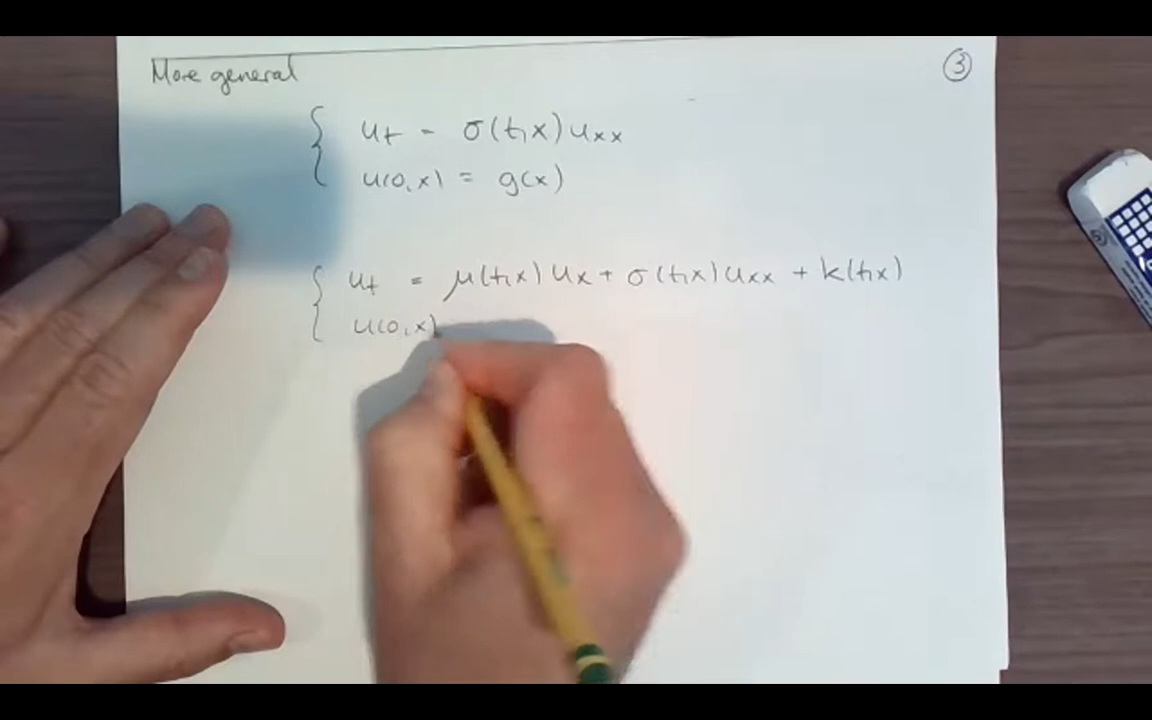 More general
③
u_t = σ(t,x) u_xx
u(0,x) = g(x)
u_t = μ(t,x) u_x + σ(t,x) u_xx + k(t,x)
u(0,x)